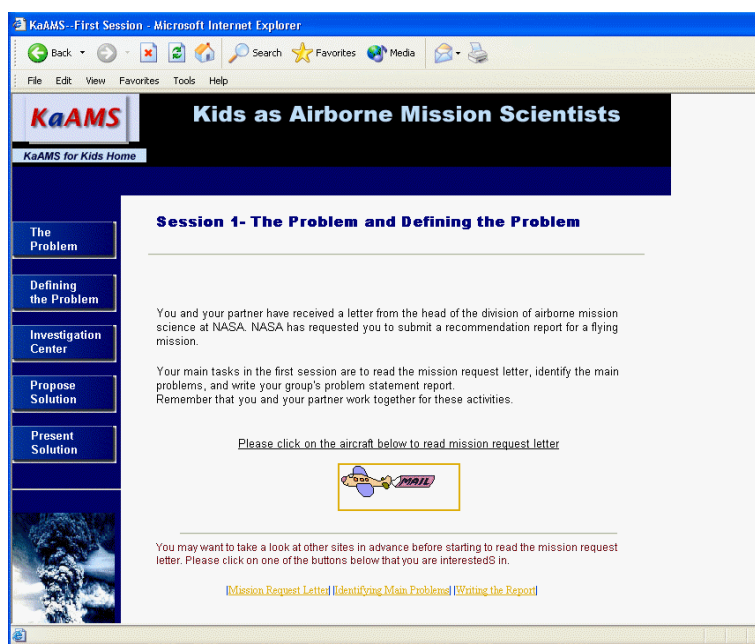 KaAMS--First Session - Microsoft Internet Explorer
Back Search Favorites Media
File Edit View Favorites Tools Help
KaAMS
Kids as Airborne Mission Scientists
KaAMS for Kids Home
Session 1- The Problem and Defining the Problem
The
Problem
Defining
the Problem
Investigation
Center
Propose
Solution
Present
Solution
You and your partner have received a letter from the head of the division of airborne mission
science at NASA. NASA has requested you to submit a recommendation report for a flying
mission.
Your main tasks in the first session are to read the mission request letter, identify the main
problems, and write your group's problem statement report.
Remember that you and your partner work together for these activities.
Please click on the aircraft below to read mission request letter
MAIL
You may want to take a look at other sites in advance before starting to read the mission request
letter. Please click on one of the buttons below that you are interestedS in.
|Mission Request Letter| |Identifying Main Problems| |Writing the Report|